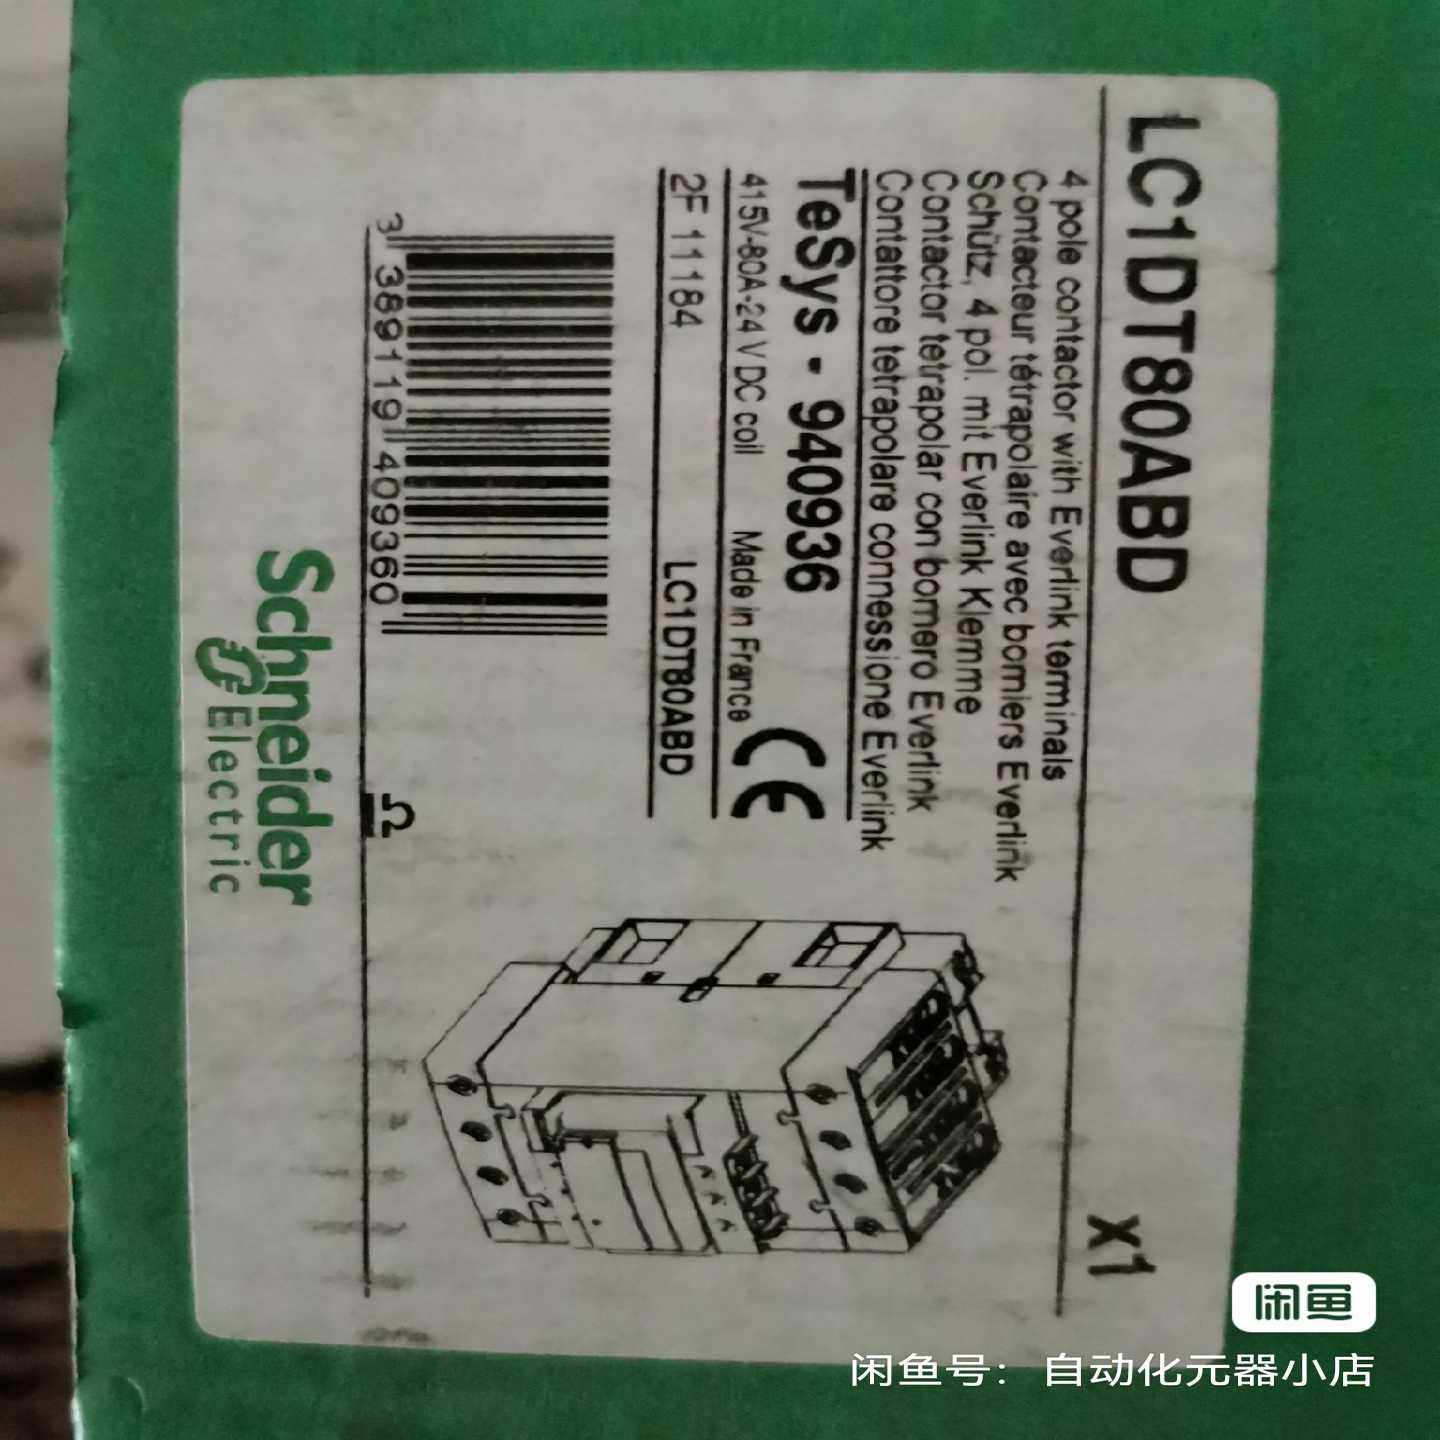 LC1DT80ABD
x1
4 pole contactor with Everlink terminals
Contacteur tétrapolaire avec borniers Everlink
Schütz, 4 pol. mit Everlink Klemme
Contactor tetrapolar con bornero Everlink
Contattore tetrapolare connessione Everlink
TeSys - 940936
415V-80A-24 V DC coil Made in France
CE
2F 11184 LC1DT80ABD
3 389119 409360
Schneider
Electric
闲鱼
闲鱼号：自动化元器小店